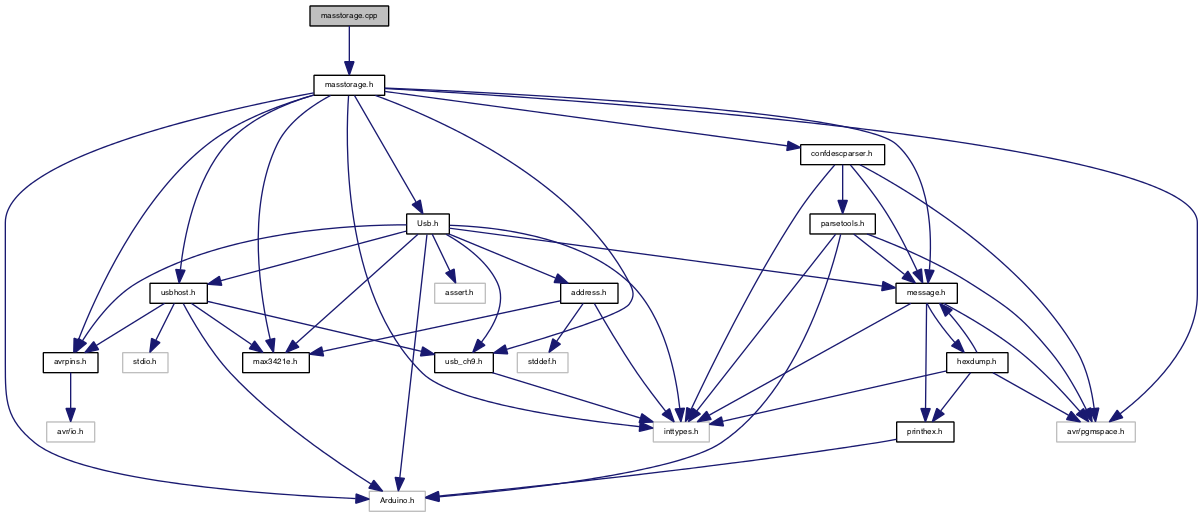 masstorage.cpp
masstorage.h
confdescparser.h
Usb.h
parsetools.h
usbhost.h
assert.h
address.h
message.h
avrpins.h
stdio.h
max3421e.h
usb_ch9.h
stddef.h
hexdump.h
avr/io.h
inttypes.h
printhex.h
avr/pgmspace.h
Arduino.h